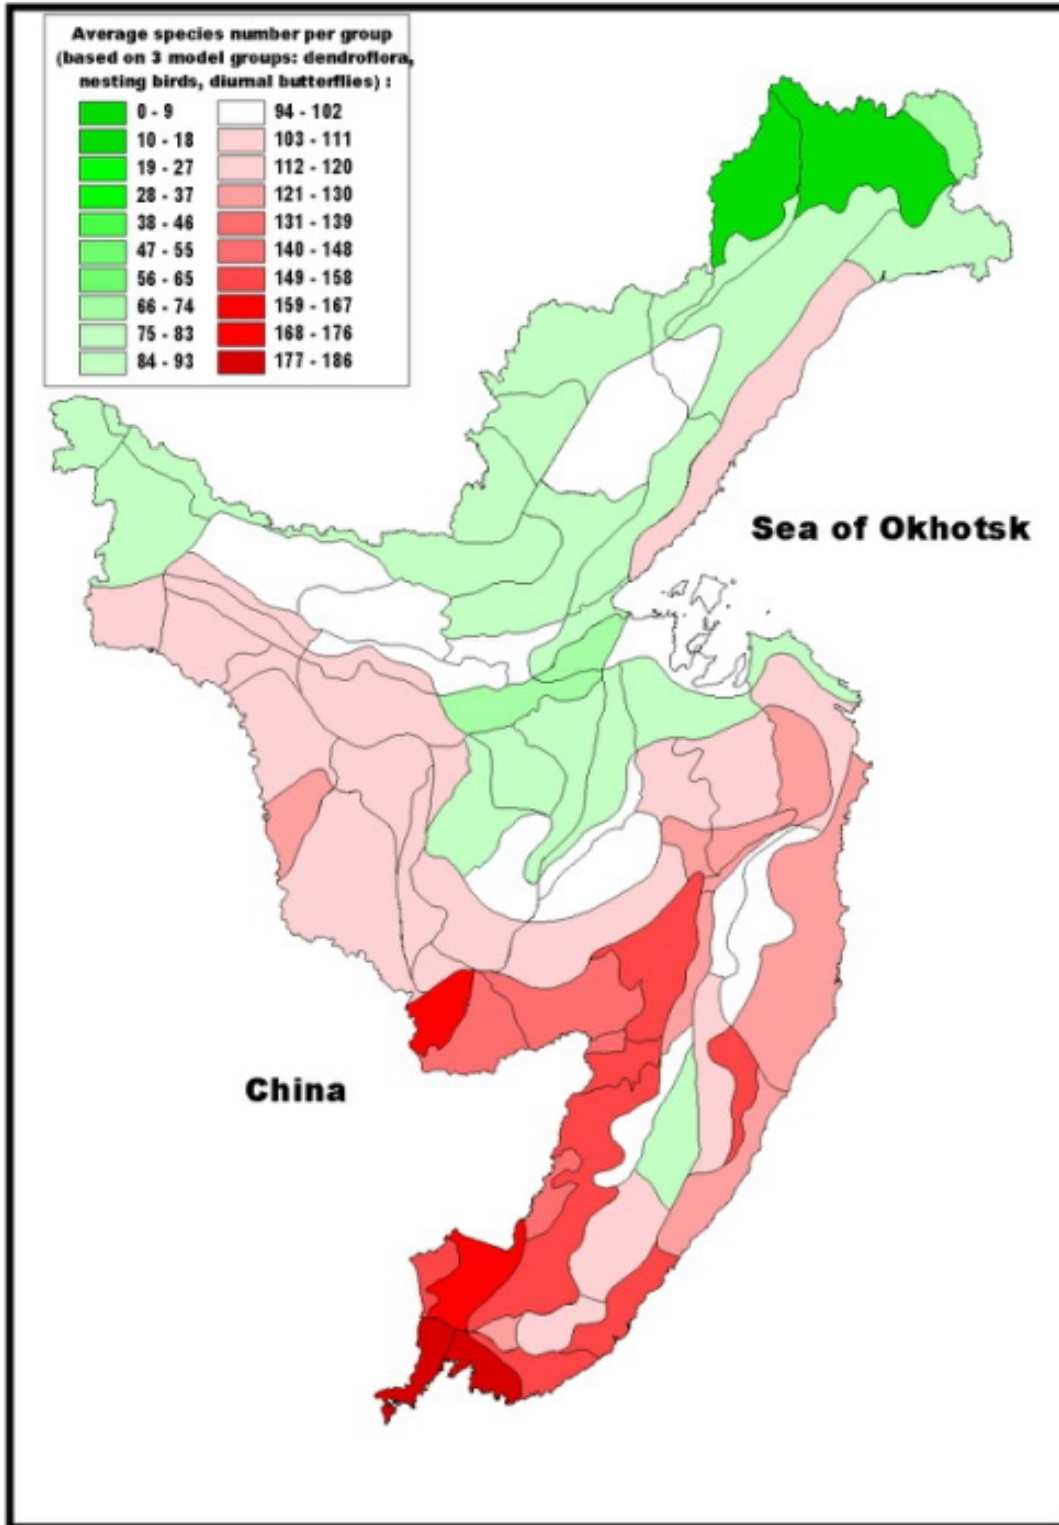 Average species number per group
(based on 3 model groups: dendroflora,
nesting birds, diurnal butterflies) :
0 - 9
10 - 18
19 - 27
28 - 37
38 - 46
47 - 55
56 - 65
66 - 74
75 - 83
84 - 93
94 - 102
103 - 111
112 - 120
121 - 130
131 - 139
140 - 148
149 - 158
159 - 167
168 - 176
177 - 186
Sea of Okhotsk
China